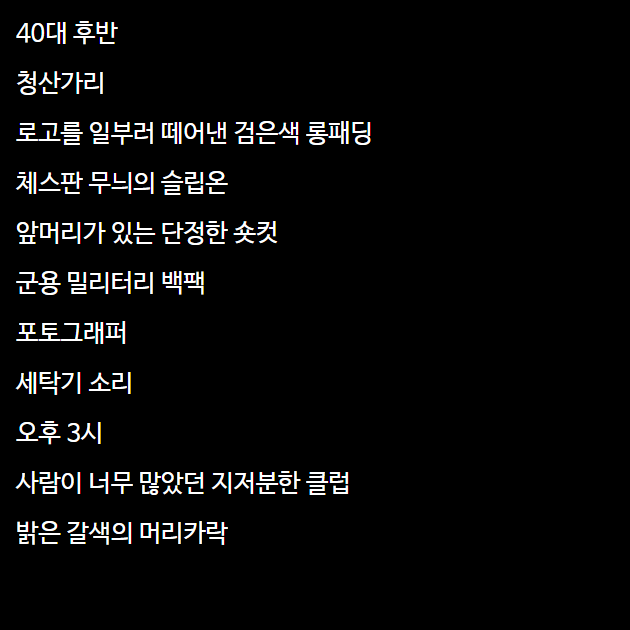 40대 후반
청산가리
로고를 일부러 떼어낸 검은색 롱패딩
체스판 무늬의 슬립온
앞머리가 있는 단정한 숏컷
군용 밀리터리 백팩
포토그래퍼
세탁기 소리
오후 3시
사람이 너무 많았던 지저분한 클럽
밝은 갈색의 머리카락